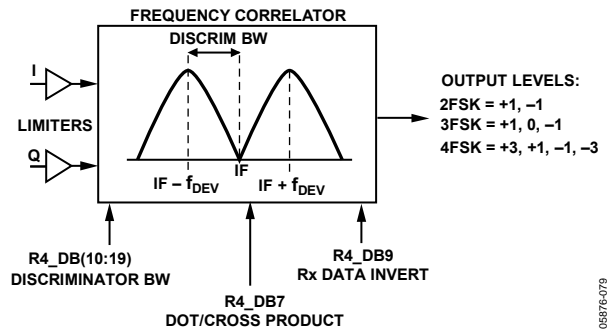 FREQUENCY CORRELATOR
DISCRIM BW
I
LIMITERS
Q
IF
IF – fDEV
IF + fDEV
OUTPUT LEVELS:
2FSK = +1, –1
3FSK = +1, 0, –1
4FSK = +3, +1, –1, –3
R4_DB(10:19)
DISCRIMINATOR BW
R4_DB7
DOT/CROSS PRODUCT
R4_DB9
Rx DATA INVERT
05876-079